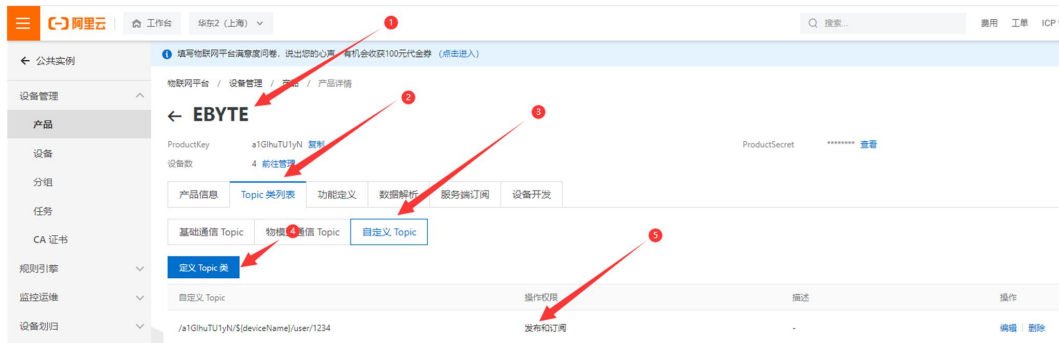 阿里云 工作台 华东2（上海） 搜索... 费用 工单 ICP
1
← 公共实例 填写物联网平台满意度问卷，说出您的心声，有机会收获100元代金券 （点击进入）
设备管理 物联网平台 / 设备管理 / 产品 / 产品详情
2
产品 ← EBYTE
3
设备 ProductKey a1GlhuTU1yN 复制 ProductSecret ******** 查看
设备数 4 前往管理
分组 产品信息 Topic 类列表 功能定义 数据解析 服务端订阅 设备开发
任务
CA 证书 基础通信 Topic 物模型通信 Topic 自定义 Topic
4 5
规则引擎 定义 Topic 类
监控运维 自定义 Topic 操作权限 描述 操作
设备划归 /a1GlhuTU1yN/${deviceName}/user/1234 发布和订阅 - 编辑 删除